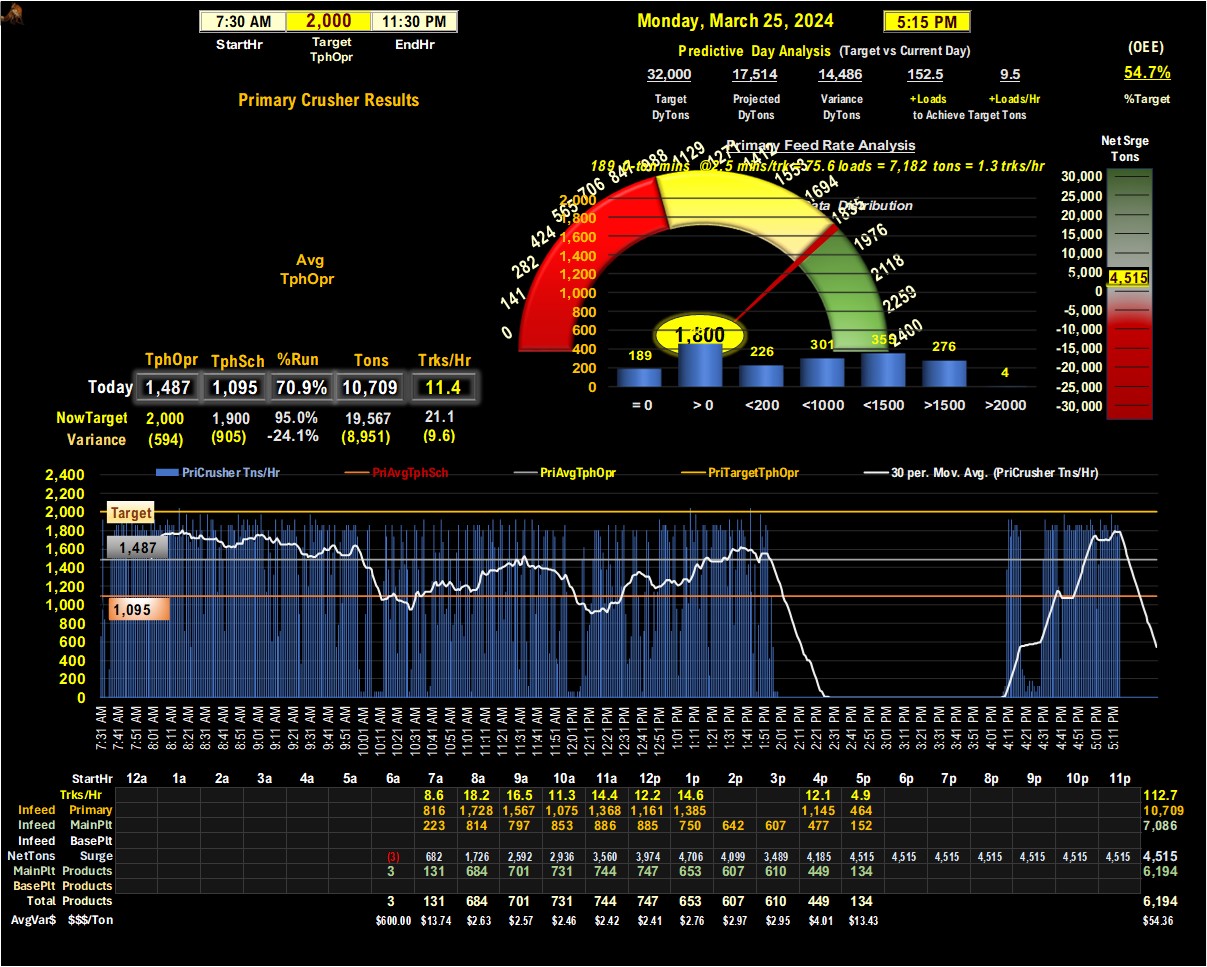 7:30 AM 2,000 11:30 PM
StartHr Target TphOpr EndHr
Monday, March 25, 2024 5:15 PM
Predictive Day Analysis (Target vs Current Day)
32,000 17,514 14,486 152.5 9.5
Target DyTons Projected DyTons Variance DyTons +Loads +Loads/Hr
to Achieve Target Tons
(OEE)
54.7%
%Target
Primary Crusher Results
Primary Feed Rate Analysis
@2.5 mins/trk = 75.6 loads = 7,182 tons = 1.3 trks/hr
Distribution
0 141 282 424 565 706 847 988 1129 1271 1412 1553 1694 1835 1976 2118 2259 2400
1,800
2,000
1,800
1,600
1,400
1,200
1,000
800
600
400
200
0
189 226 301 355 276 4
= 0 > 0 <200 <1000 <1500 >1500 >2000
Net Srge
Tons
30,000
25,000
20,000
15,000
10,000
5,000
4,515
0
-5,000
-10,000
-15,000
-20,000
-25,000
-30,000
Avg
TphOpr
TphOpr TphSch %Run Tons Trks/Hr
Today 1,487 1,095 70.9% 10,709 11.4
NowTarget 2,000 1,900 95.0% 19,567 21.1
Variance (594) (905) -24.1% (8,951) (9.6)
PriCrusher Tns/Hr PriAvgTphSch PriAvgTphOpr PriTargetTphOpr 30 per. Mov. Avg. (PriCrusher Tns/Hr)
2,400
2,200
2,000
1,800
1,600
1,400
1,200
1,000
800
600
400
200
0
Target
1,487
1,095
7:31 AM 7:41 AM 7:51 AM 8:01 AM 8:11 AM 8:21 AM 8:31 AM 8:41 AM 8:51 AM 9:01 AM 9:11 AM 9:21 AM 9:31 AM 9:41 AM 9:51 AM 10:01 AM 10:11 AM 10:21 AM 10:31 AM 10:41 AM 10:51 AM 11:01 AM 11:11 AM 11:21 AM 11:31 AM 11:41 AM 11:51 AM 12:01 PM 12:11 PM 12:21 PM 12:31 PM 12:41 PM 12:51 PM 1:01 PM 1:11 PM 1:21 PM 1:31 PM 1:41 PM 1:51 PM 2:01 PM 2:11 PM 2:21 PM 2:31 PM 2:41 PM 2:51 PM 3:01 PM 3:11 PM 3:21 PM 3:31 PM 3:41 PM 3:51 PM 4:01 PM 4:11 PM 4:21 PM 4:31 PM 4:41 PM 4:51 PM 5:01 PM 5:11 PM
StartHr 12a 1a 2a 3a 4a 5a 6a 7a 8a 9a 10a 11a 12p 1p 2p 3p 4p 5p 6p 7p 8p 9p 10p 11p
Trks/Hr 8.6 18.2 16.5 11.3 14.4 12.2 14.6 12.1 4.9 112.7
Infeed Primary 816 1,728 1,567 1,075 1,368 1,161 1,385 1,145 464 10,709
Infeed MainPlt 223 814 797 853 886 885 750 642 607 477 152 7,086
Infeed BasePlt
NetTons Surge (3) 682 1,726 2,592 2,936 3,560 3,974 4,706 4,099 3,489 4,185 4,515 4,515 4,515 4,515 4,515 4,515 4,515 4,515
MainPlt Products 3 131 684 701 731 744 747 653 607 610 449 134 6,194
BasePlt Products
Total Products 3 131 684 701 731 744 747 653 607 610 449 134 6,194
AvgVar$ $$$/Ton $600.00 $13.74 $2.63 $2.57 $2.46 $2.42 $2.41 $2.76 $2.97 $2.95 $4.01 $13.43 $54.36